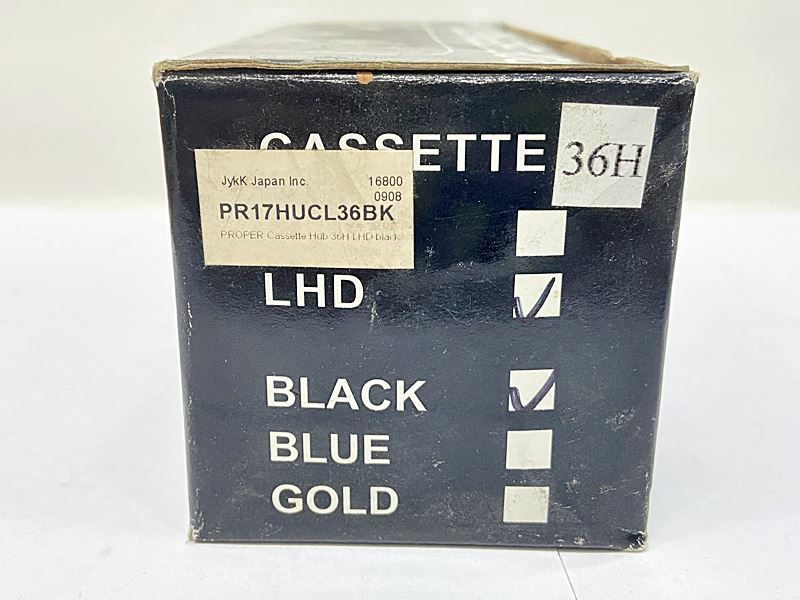 CASSETTE 36H
JykK Japan Inc. 16800
0908
PR17HUCL36BK
PROPER Cassette Hub 36H LHD black
LHD
BLACK
BLUE
GOLD